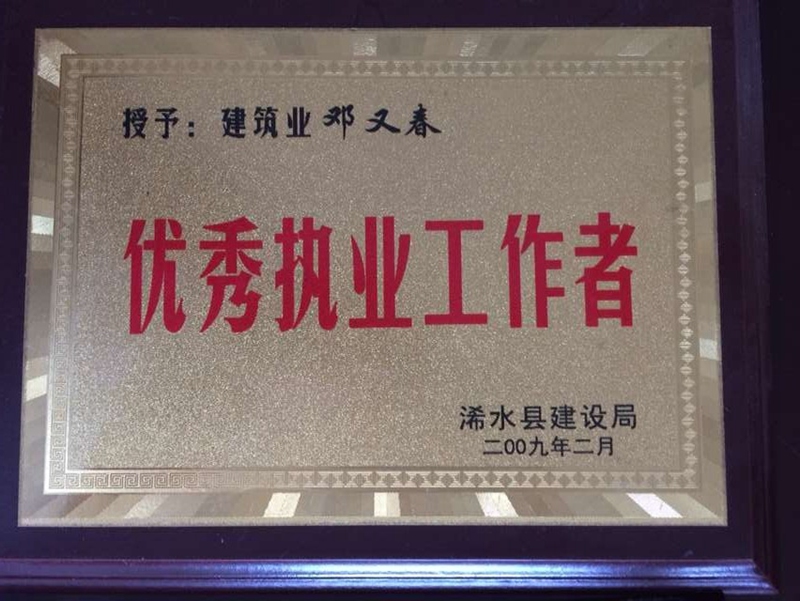 授予：建筑业邓又春
优秀执业工作者
浠水县建设局
二00九年二月